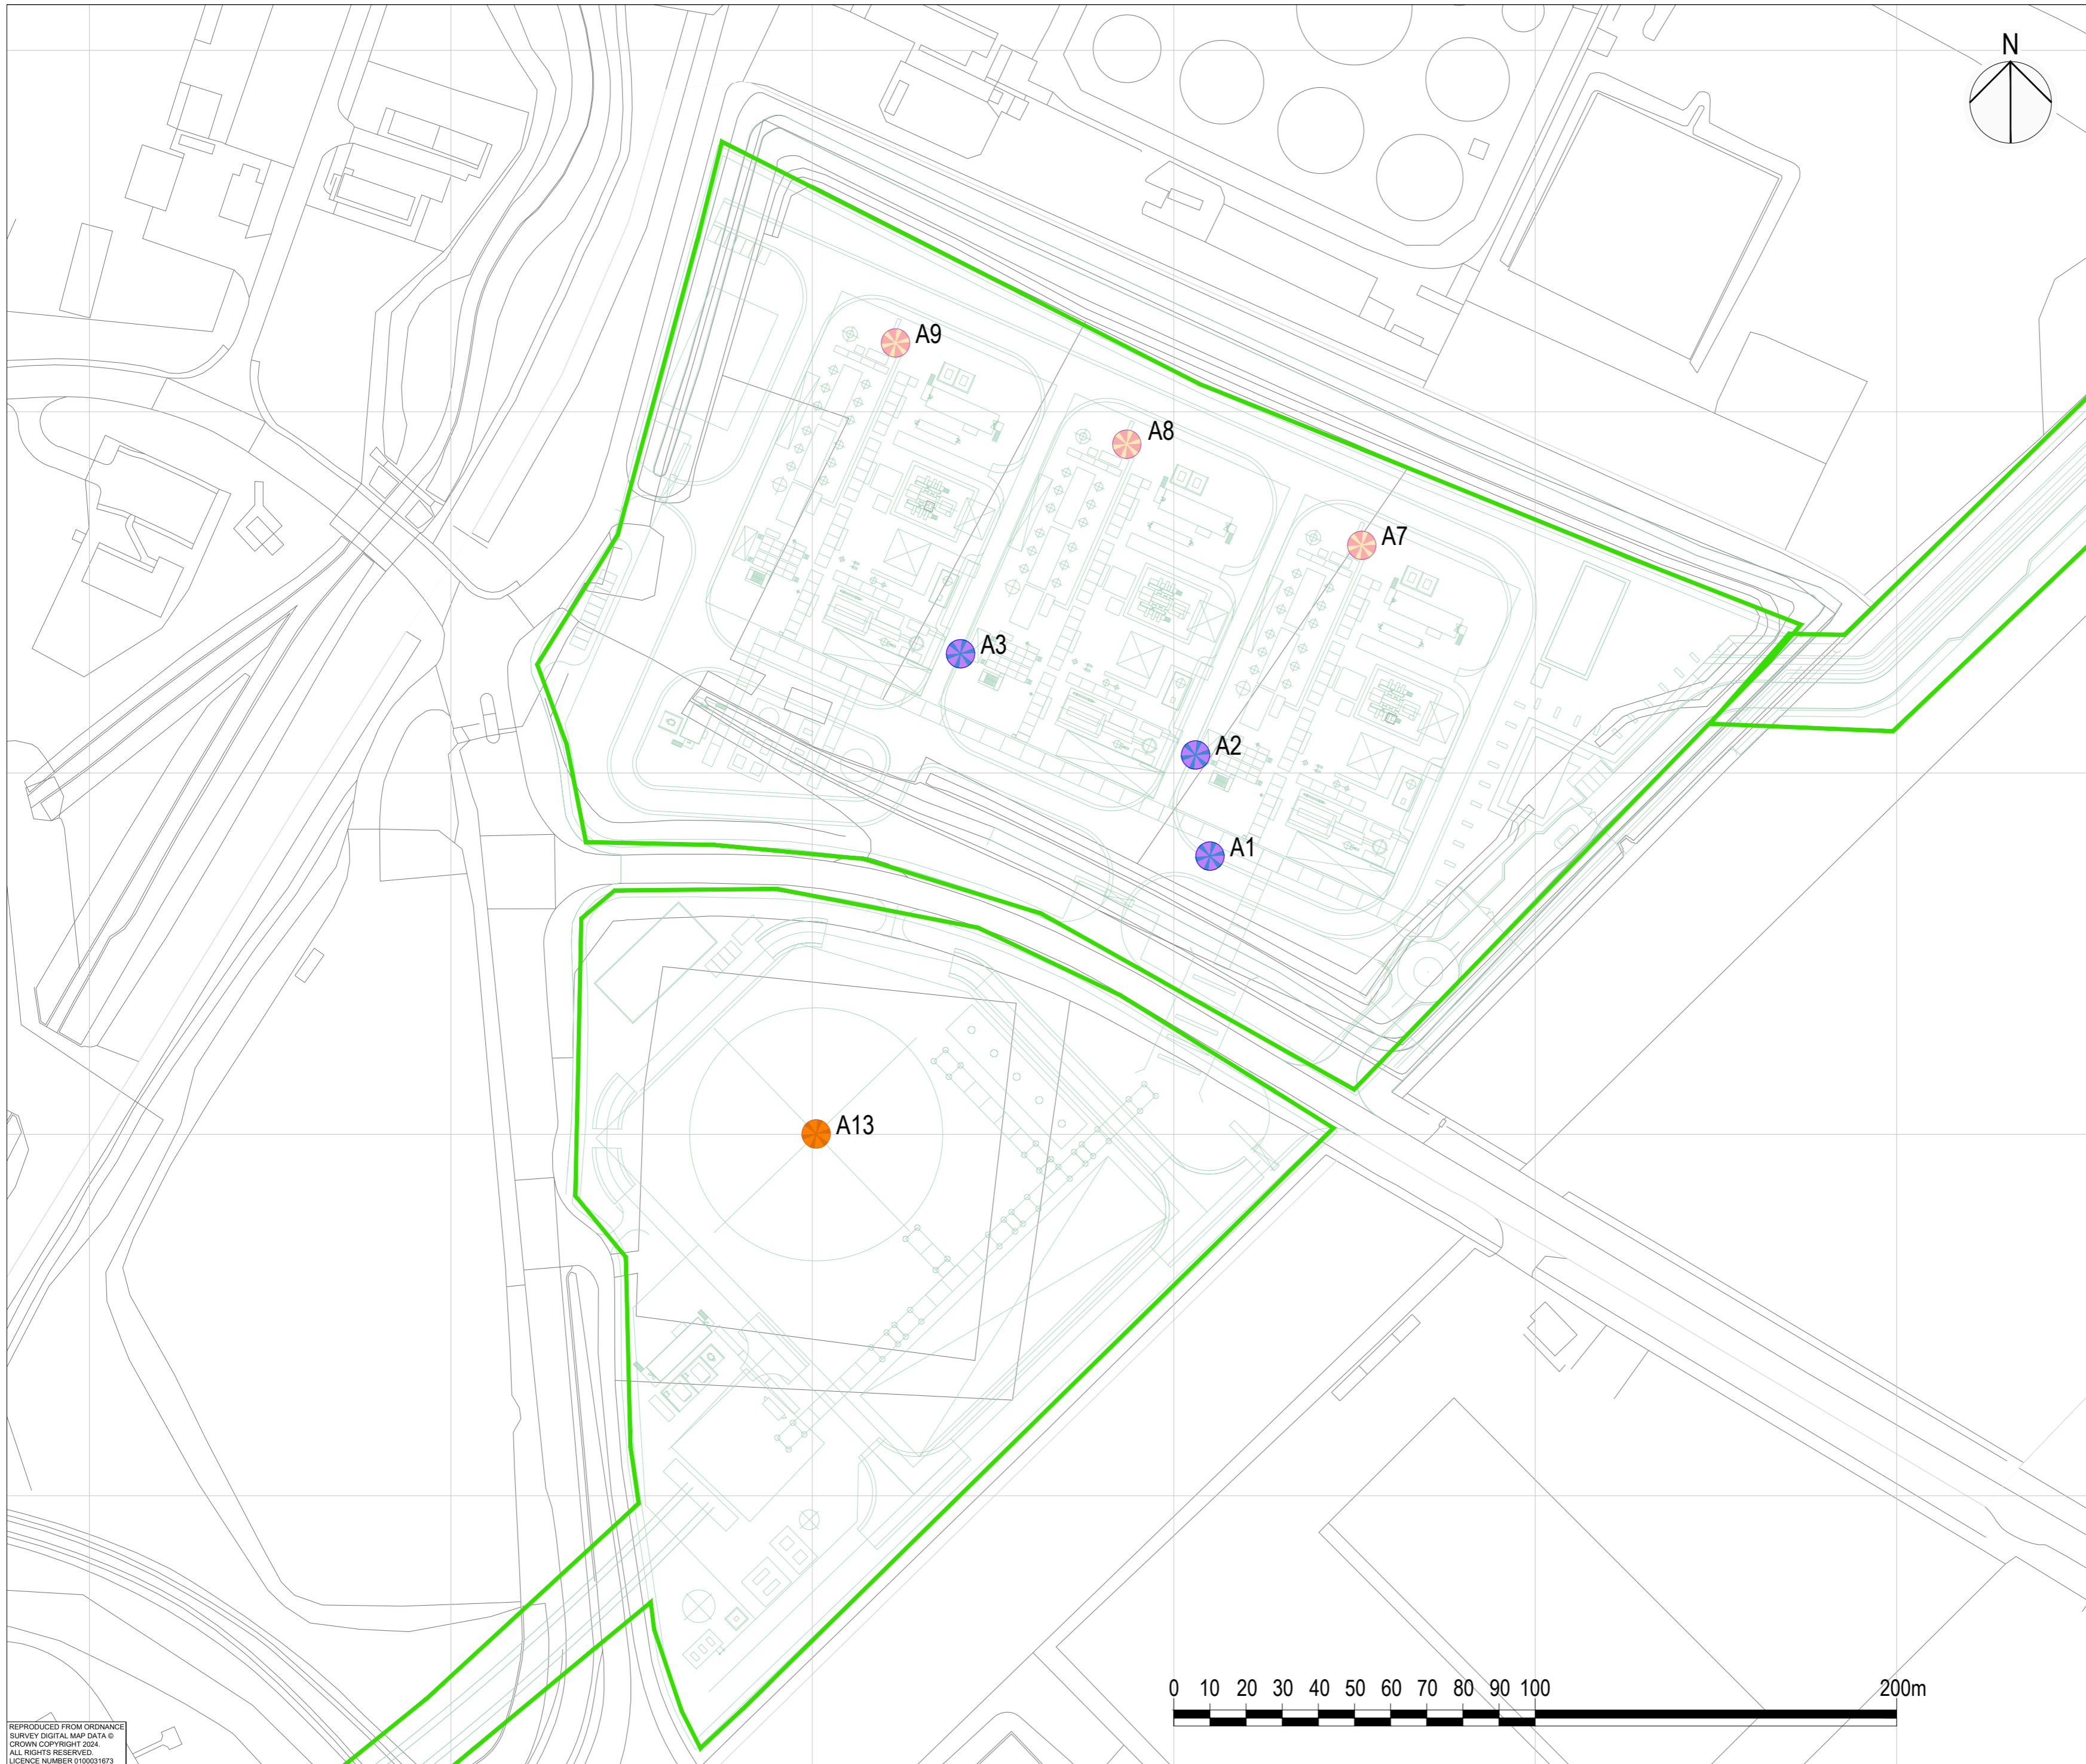 N
A9
A8
A7
A3
A2
A1
A13
0 10 20 30 40 50 60 70 80 90 100 200m
REPRODUCED FROM ORDNANCE
SURVEY DIGITAL MAP DATA ©
CROWN COPYRIGHT 2024.
ALL RIGHTS RESERVED.
LICENCE NUMBER 0100031673